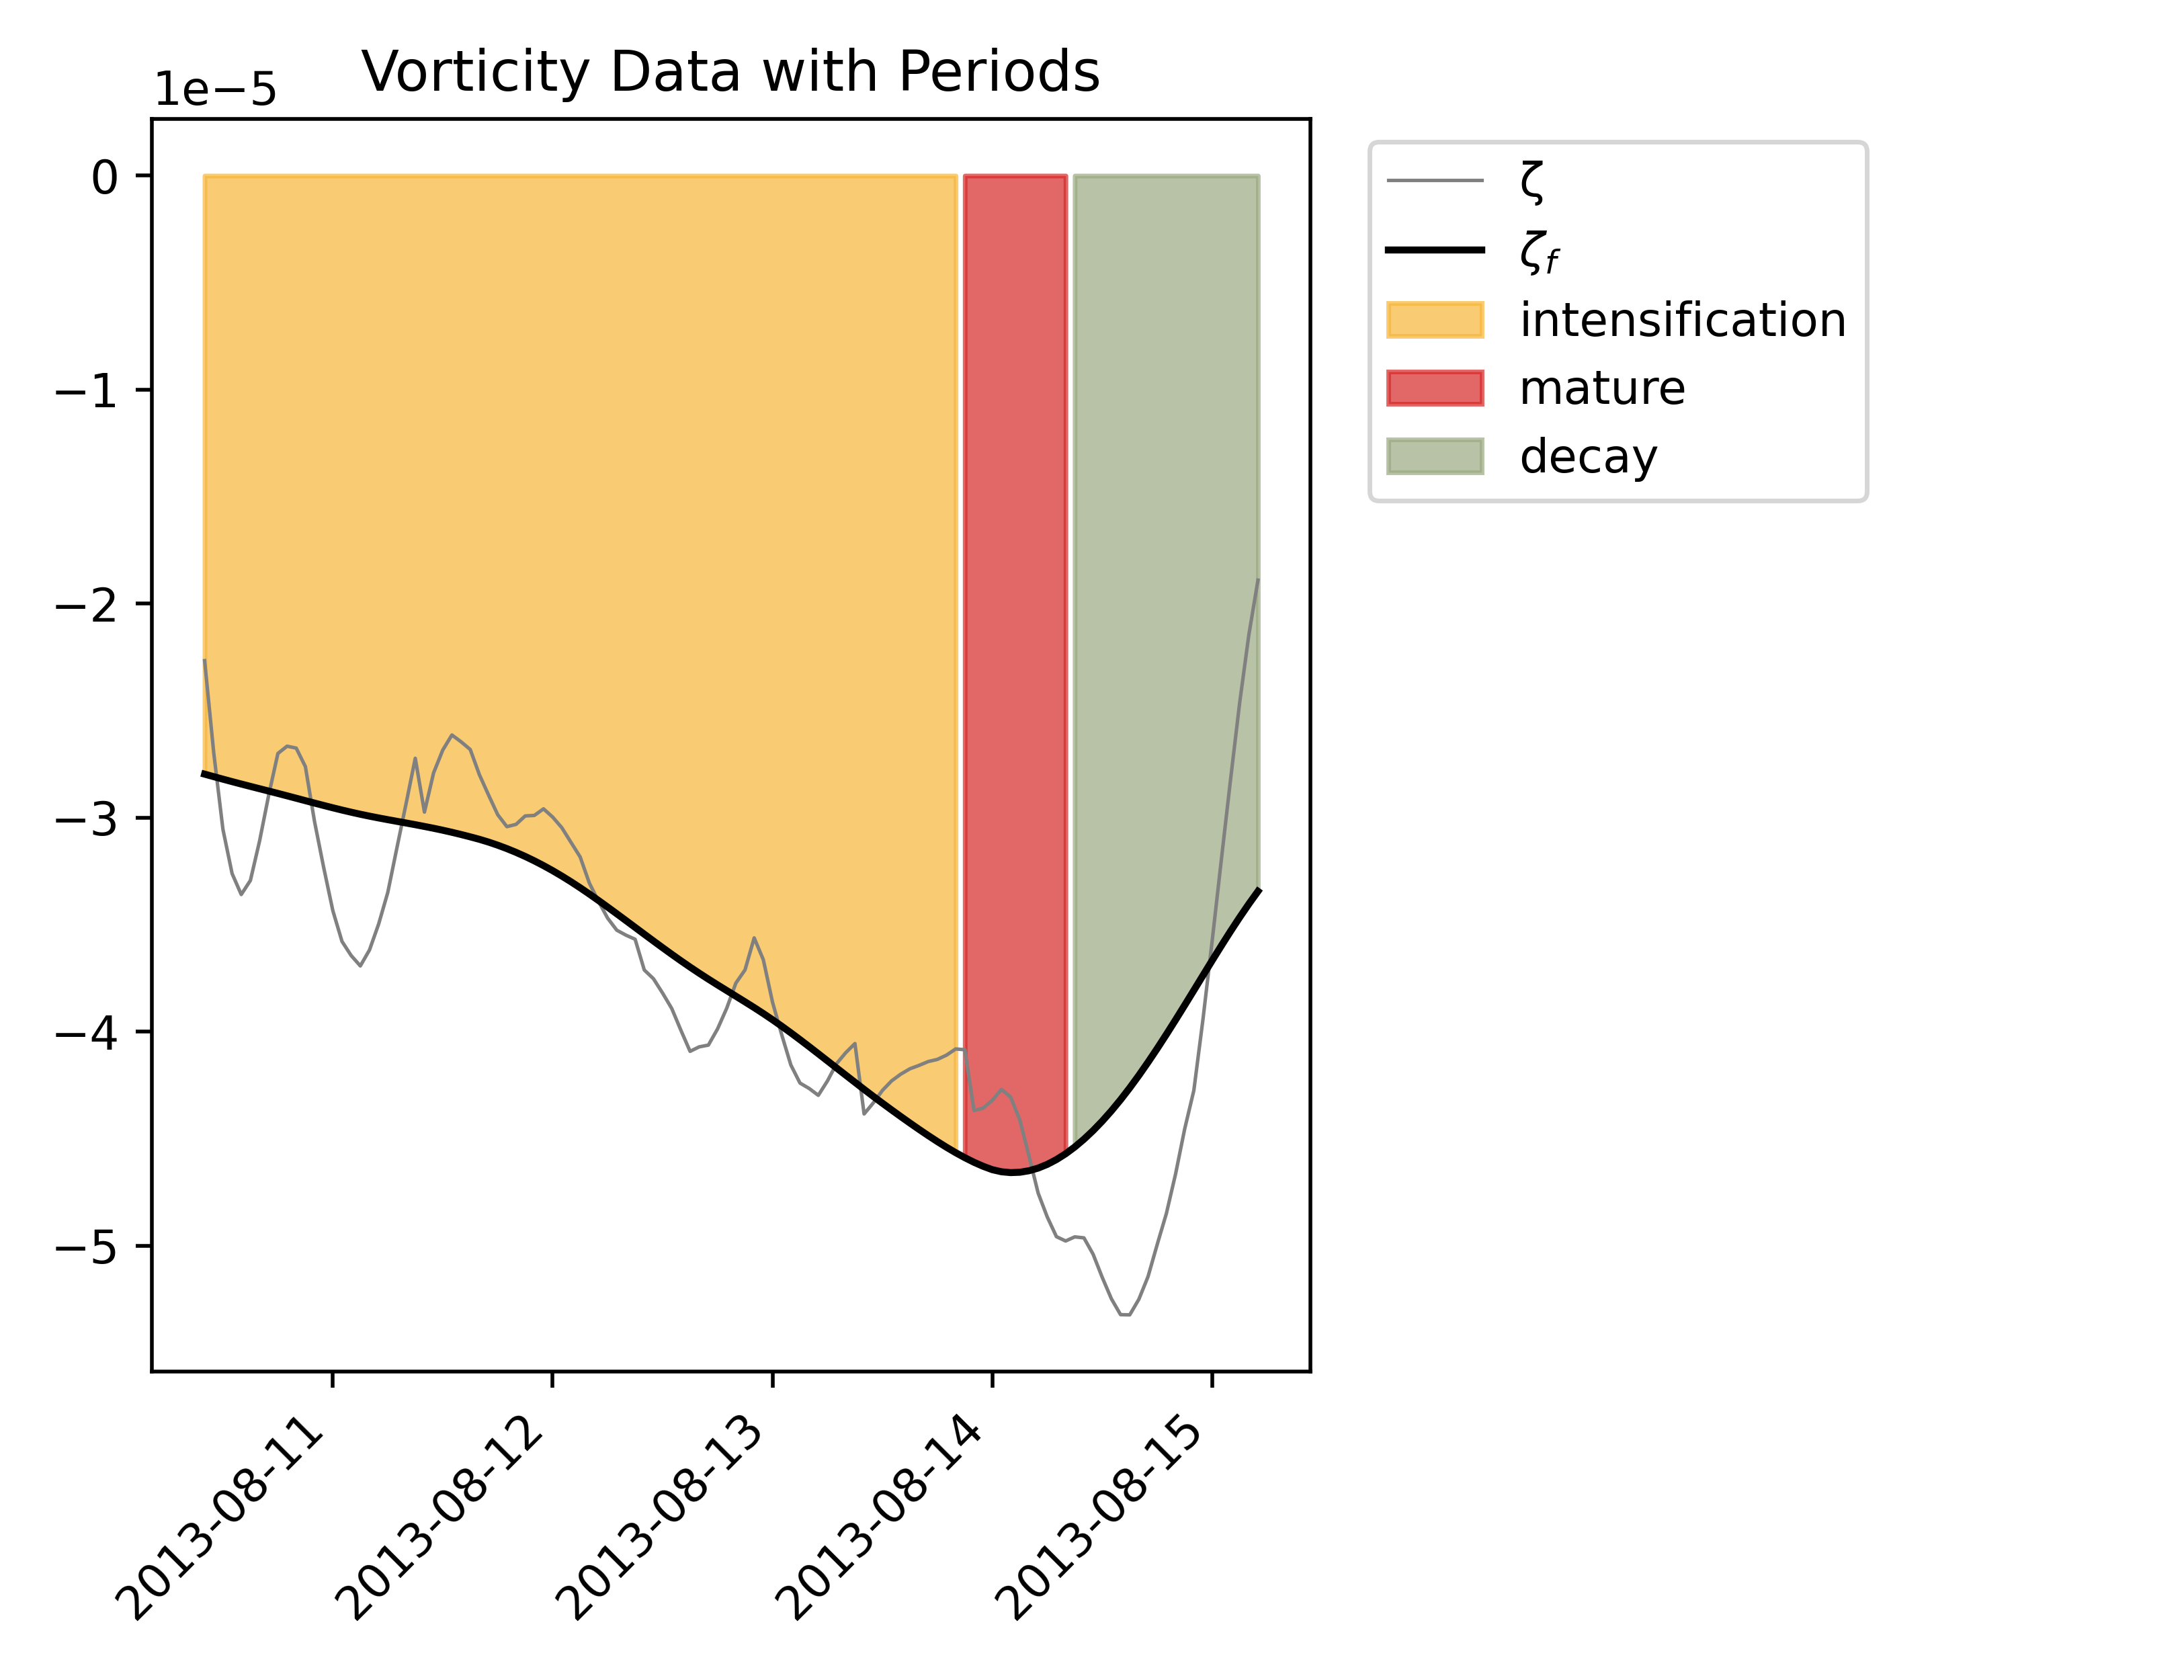 Vorticity Data with Periods
1e−5
0
−1
−2
−3
−4
−5
2013-08-11
2013-08-12
2013-08-13
2013-08-14
2013-08-15
ζ
ζf
intensification
mature
decay